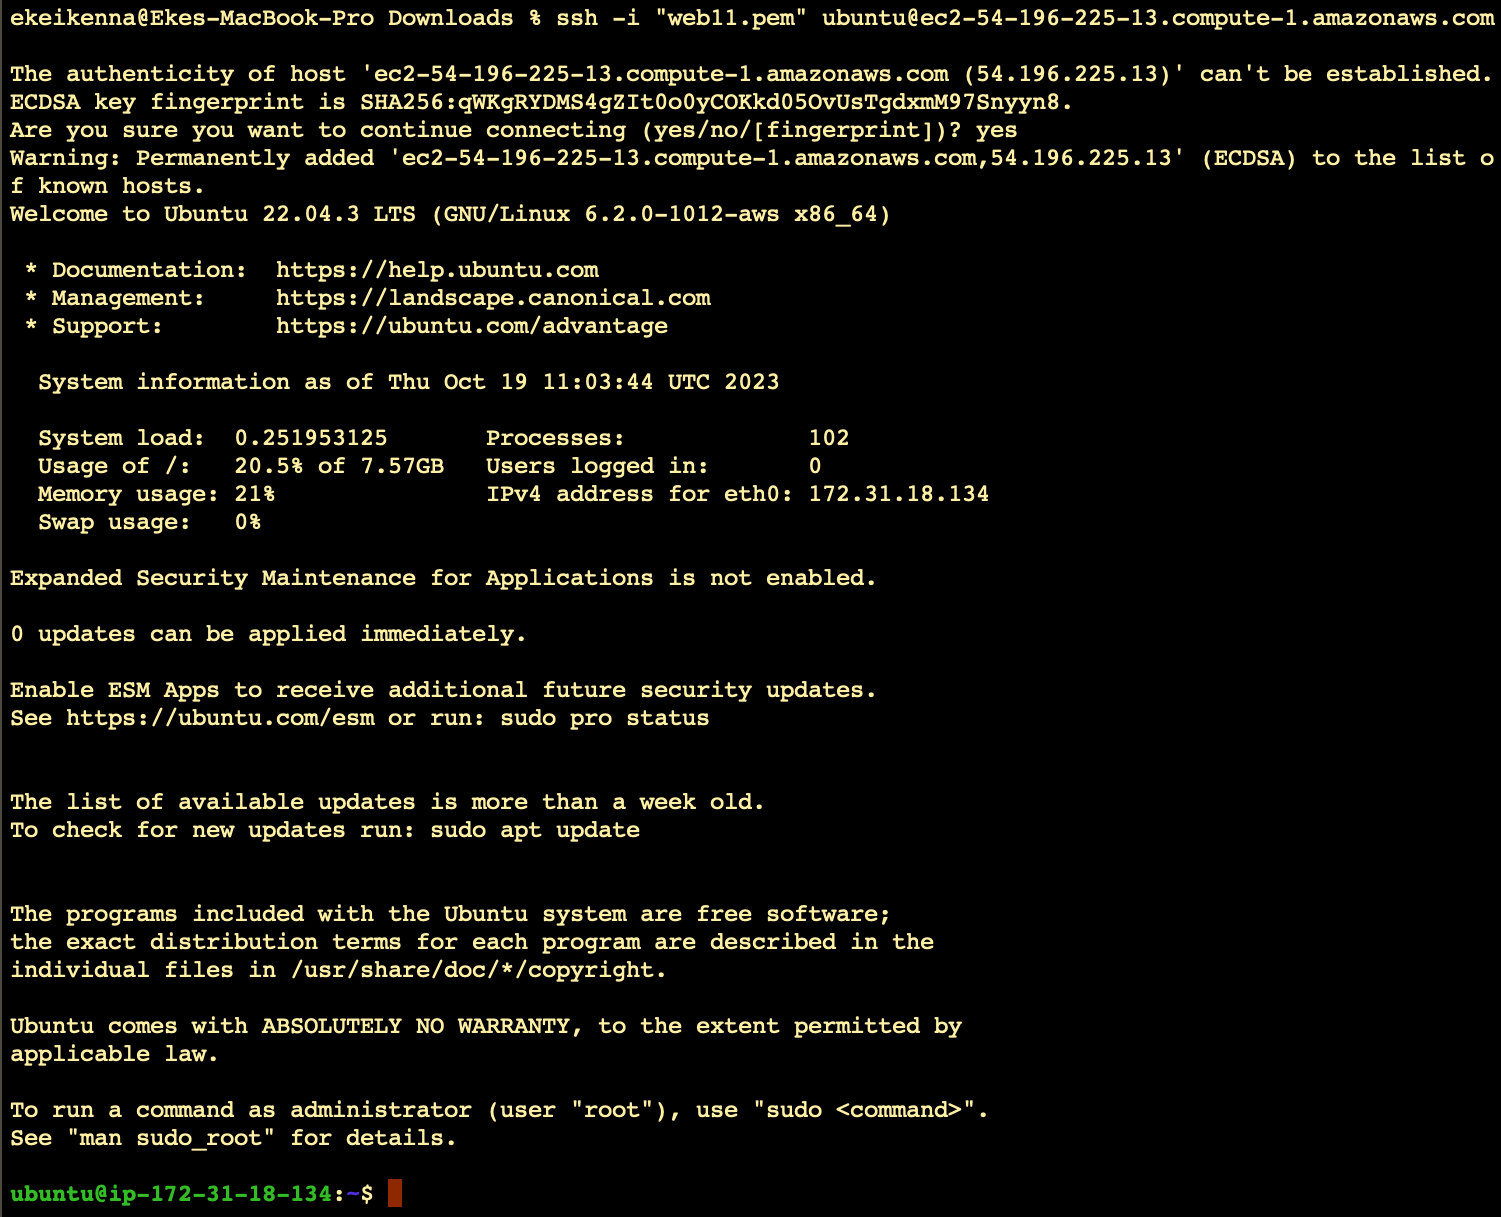 ekeikenna@Ekes-MacBook-Pro Downloads % ssh -i "web11.pem" ubuntu@ec2-54-196-225-13.compute-1.amazonaws.com
The authenticity of host 'ec2-54-196-225-13.compute-1.amazonaws.com (54.196.225.13)' can't be established.
ECDSA key fingerprint is SHA256:qWKgRYDMS4gZIt0o0yCOKkd05OvUsTgdxmM97Snyyn8.
Are you sure you want to continue connecting (yes/no/[fingerprint])? yes
Warning: Permanently added 'ec2-54-196-225-13.compute-1.amazonaws.com,54.196.225.13' (ECDSA) to the list o
f known hosts.
Welcome to Ubuntu 22.04.3 LTS (GNU/Linux 6.2.0-1012-aws x86_64)
 * Documentation:  https://help.ubuntu.com
 * Management:     https://landscape.canonical.com
 * Support:        https://ubuntu.com/advantage
  System information as of Thu Oct 19 11:03:44 UTC 2023
  System load:  0.251953125       Processes:             102
  Usage of /:   20.5% of 7.57GB   Users logged in:       0
  Memory usage: 21%               IPv4 address for eth0: 172.31.18.134
  Swap usage:   0%
Expanded Security Maintenance for Applications is not enabled.
0 updates can be applied immediately.
Enable ESM Apps to receive additional future security updates.
See https://ubuntu.com/esm or run: sudo pro status
The list of available updates is more than a week old.
To check for new updates run: sudo apt update
The programs included with the Ubuntu system are free software;
the exact distribution terms for each program are described in the
individual files in /usr/share/doc/*/copyright.
Ubuntu comes with ABSOLUTELY NO WARRANTY, to the extent permitted by
applicable law.
To run a command as administrator (user "root"), use "sudo <command>".
See "man sudo_root" for details.
ubuntu@ip-172-31-18-134:~$